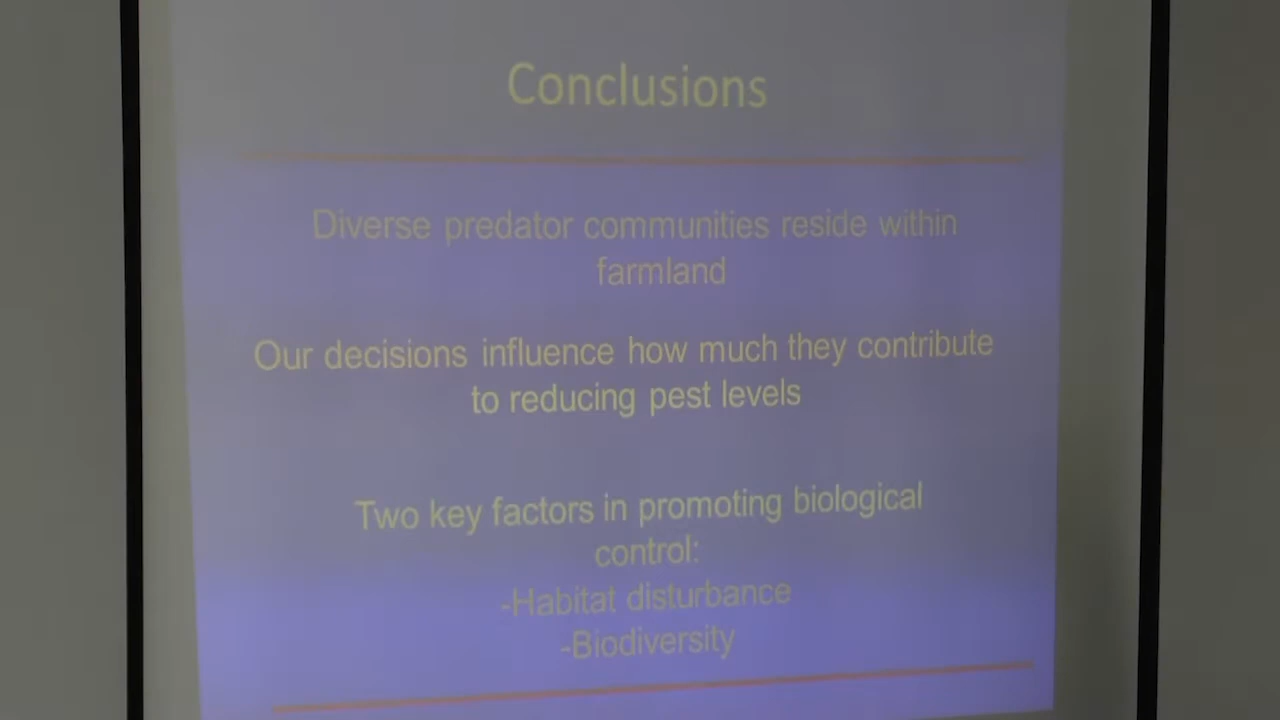 Conclusions
Diverse predator communities reside within
farmland
Our decisions influence how much they contribute
to reducing pest levels
Two key factors in promoting biological
control:
-Habitat disturbance
-Biodiversity